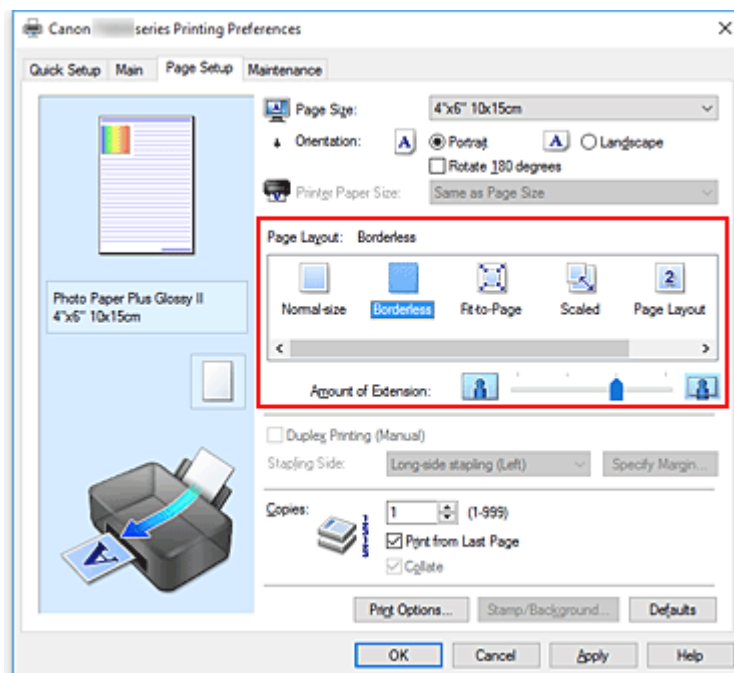 Canon series Printing Preferences
Quick Setup Main Page Setup Maintenance
Page Size: 4"x6" 10x15cm
Orientation: A Portrait A Landscape
Rotate 180 degrees
Printer Paper Size: Same as Page Size
Page Layout: Borderless
Normal-size Borderless Fit-to-Page Scaled Page Layout
Photo Paper Plus Glossy II
4"x6" 10x15cm
Amount of Extension:
Duplex Printing (Manual)
Stapling Side: Long-side stapling (Left) Specify Margin...
Copies: 1 (1-999)
Print from Last Page
Collate
Print Options... Stamp/Background... Defaults
OK Cancel Apply Help